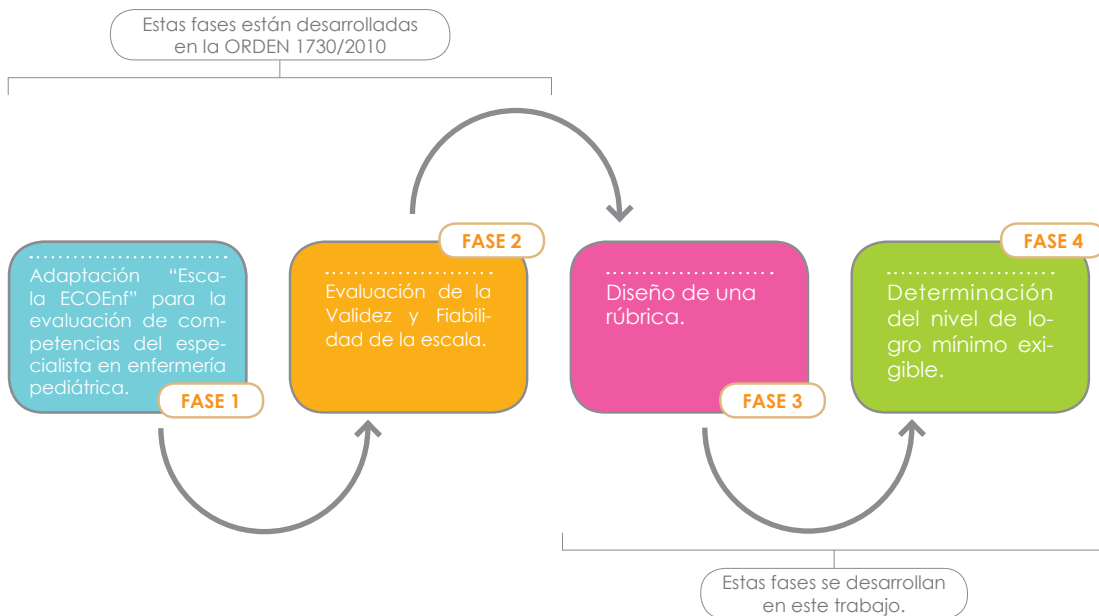 Estas fases están desarrolladas
en la ORDEN 1730/2010
Adaptación “Esca-
la ECOEnf” para la
evaluación de com-
petencias del espe-
cialista en enfermería
pediátrica.
FASE 1
FASE 2
Evaluación de la
Validez y Fiabili-
dad de la escala.
Diseño de una
rúbrica.
FASE 3
FASE 4
Determinación
del nivel de lo-
gro mínimo exi-
gible.
Estas fases se desarrollan
en este trabajo.